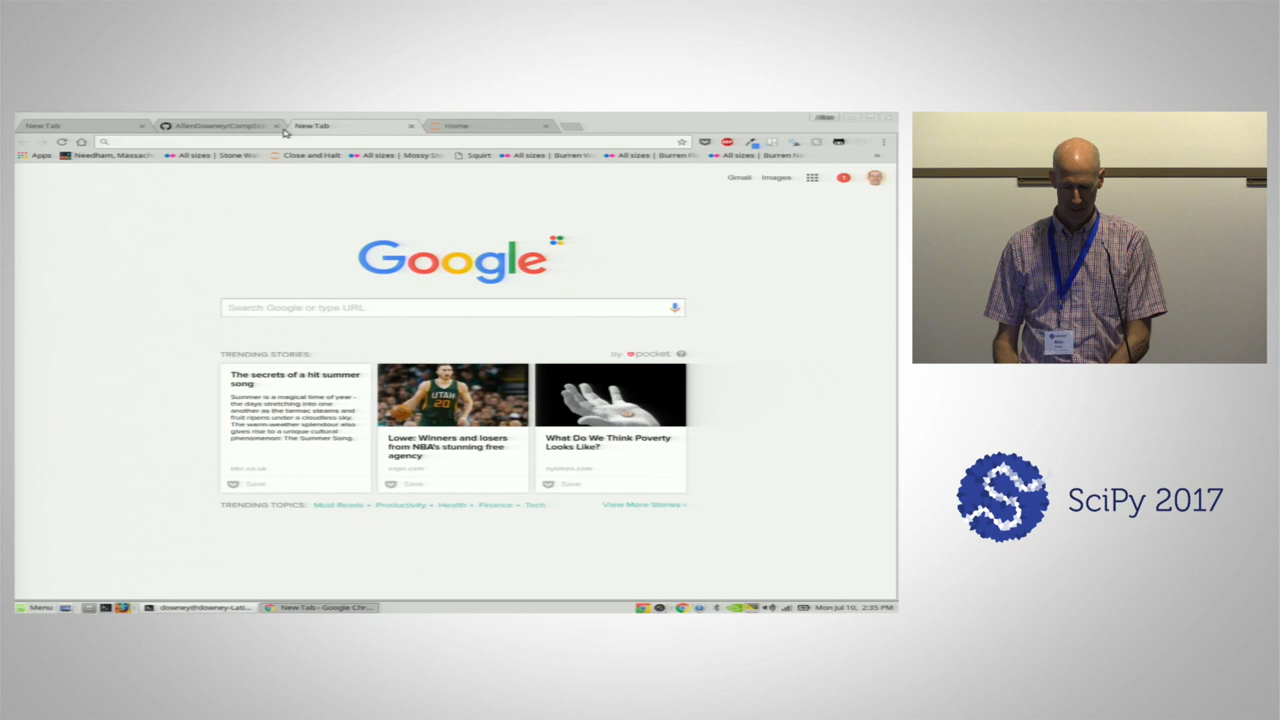 New Tab
AllenDowney/CompSta
New Tab
Home
Apps
Needham, Massach
All sizes | Stone Wa
Close and Halt
All sizes | Mossy St
Squirt
All sizes | Burren W
All sizes | Burren Fl
All sizes | Burren N
Gmail
Images
1
Google
Search Google or type URL
TRENDING STORIES:
by pocket
The secrets of a hit summer
song
Summer is a magical time of year -
the days stretching into one
another as the tarmac steams and
fruit ripens under a cloudless sky.
The warm-weather splendour also
gives rise to a unique cultural
phenomenon: The Summer Song.
bbc.co.uk
Save
UTAH
20
Lowe: Winners and losers
from NBA's stunning free
agency
espn.com
Save
What Do We Think Poverty
Looks Like?
nytimes.com
Save
TRENDING TOPICS:
Must Reads • Productivity • Health • Finance • Tech
View More Stories ›
Menu
downey@downey-Lati...
New Tab - Google Chr...
Mon Jul 10, 2:35 PM
SciPy 2017